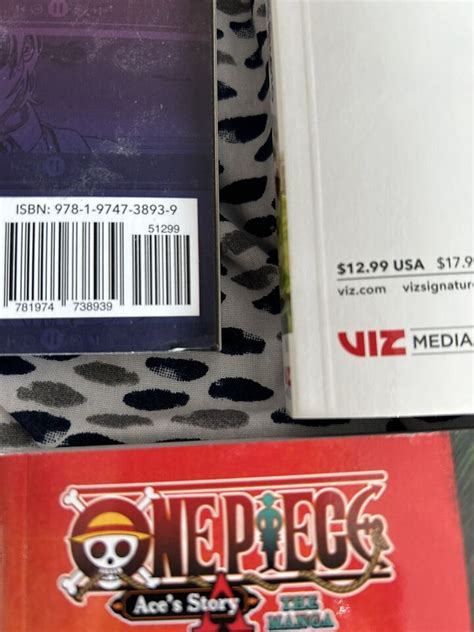 ISBN: 978-1-9747-3893-9
51299
781974 738939
$12.99 USA $17.9
viz.com vizsignature
VIZ MEDIA
ONE PIECE
Ace's Story
THE MANGA